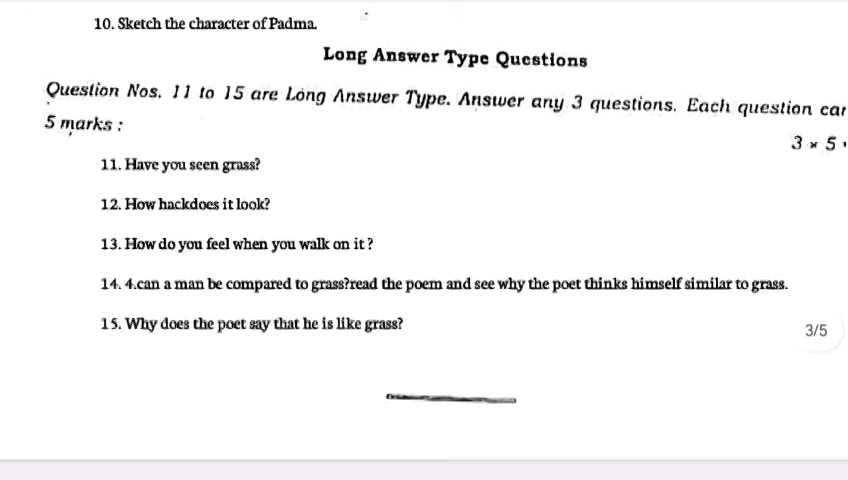 10. Sketch the character of Padma.
Long Answer Type Questions
Question Nos. 11 to 15 are Long Answer Type. Answer any 3 questions. Each question car
5 marks :
3 × 5
11. Have you seen grass?
12. How hackdoes it look?
13. How do you feel when you walk on it ?
14. 4.can a man be compared to grass?read the poem and see why the poet thinks himself similar to grass.
15. Why does the poet say that he is like grass?
3/5